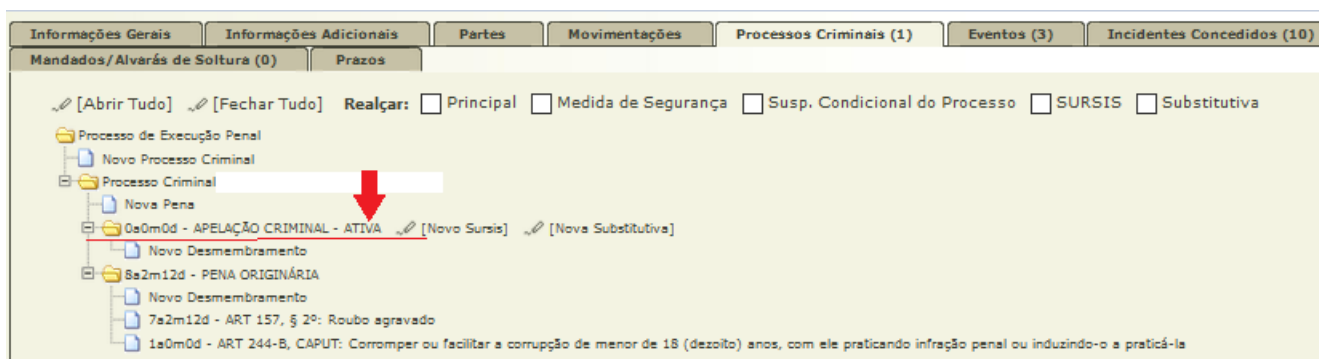 Informações Gerais Informações Adicionais Partes Movimentações Processos Criminais (1) Eventos (3) Incidentes Concedidos (10)
Mandados/Alvarás de Soltura (0) Prazos
[Abrir Tudo] [Fechar Tudo] Realçar: Principal Medida de Segurança Susp. Condicional do Processo SURSIS Substitutiva
Processo de Execução Penal
Novo Processo Criminal
Processo Criminal
Nova Pena
0a0m0d - APELAÇÃO CRIMINAL - ATIVA [Novo Sursis] [Nova Substitutiva]
Novo Desmembramento
8a2m12d - PENA ORIGINÁRIA
Novo Desmembramento
7a2m12d - ART 157, § 2º: Roubo agravado
1a0m0d - ART 244-B, CAPUT: Corromper ou facilitar a corrupção de menor de 18 (dezoito) anos, com ele praticando infração penal ou induzindo-o a praticá-la